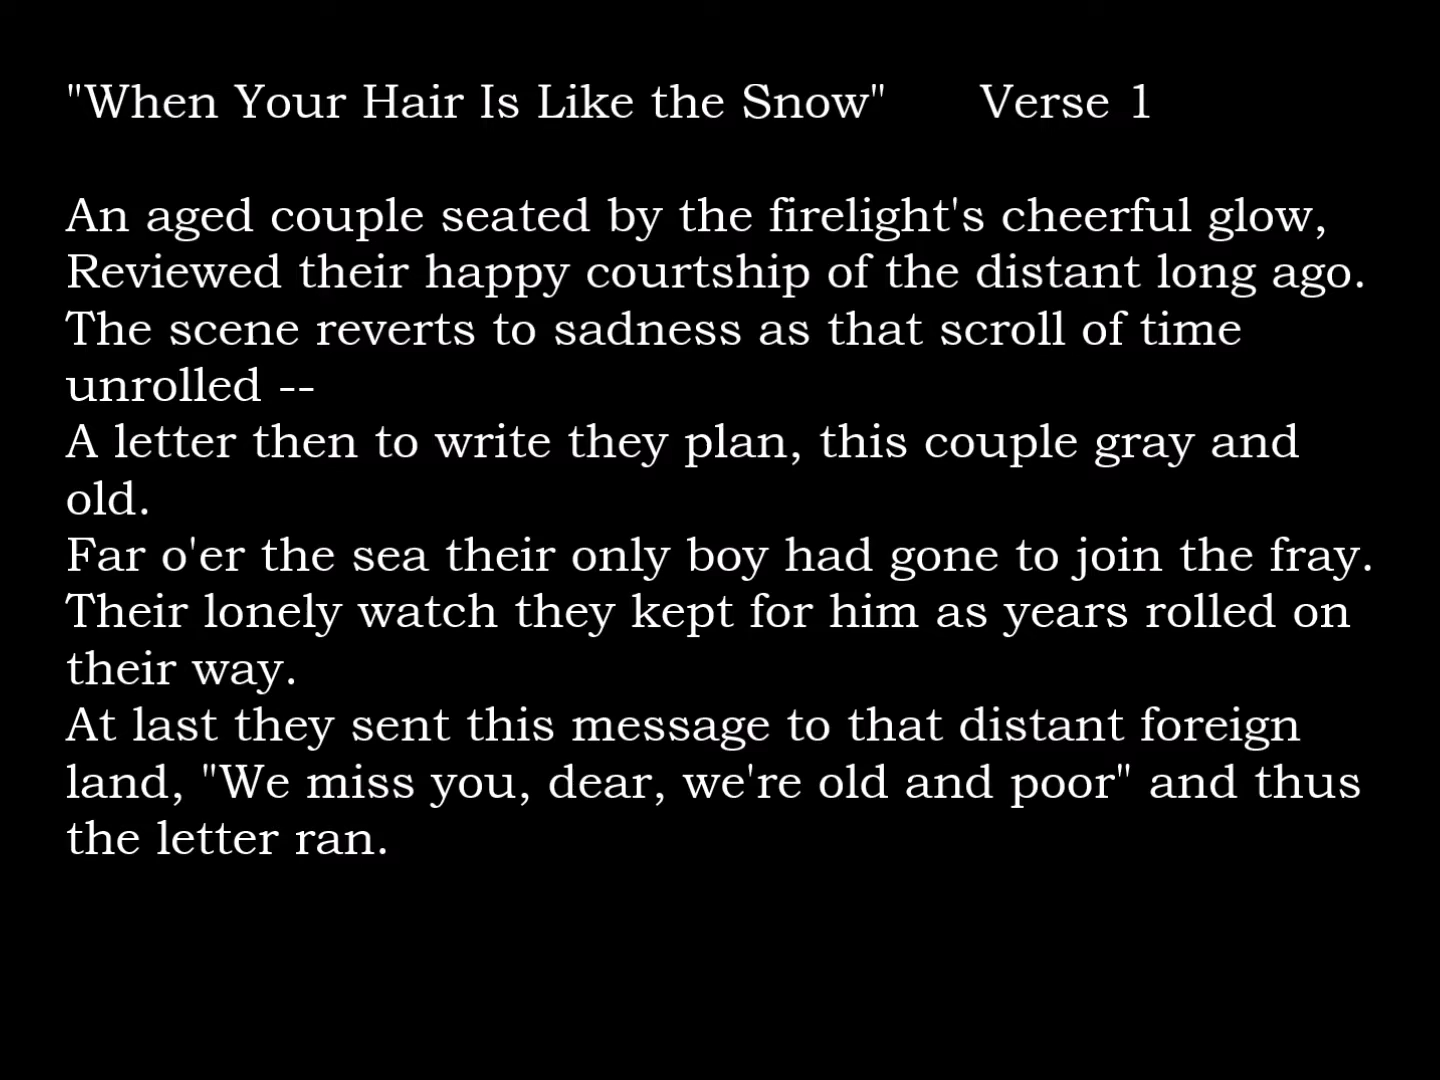 "When Your Hair Is Like the Snow" Verse 1
An aged couple seated by the firelight's cheerful glow,
Reviewed their happy courtship of the distant long ago.
The scene reverts to sadness as that scroll of time
unrolled --
A letter then to write they plan, this couple gray and
old.
Far o'er the sea their only boy had gone to join the fray.
Their lonely watch they kept for him as years rolled on
their way.
At last they sent this message to that distant foreign
land, "We miss you, dear, we're old and poor" and thus
the letter ran.